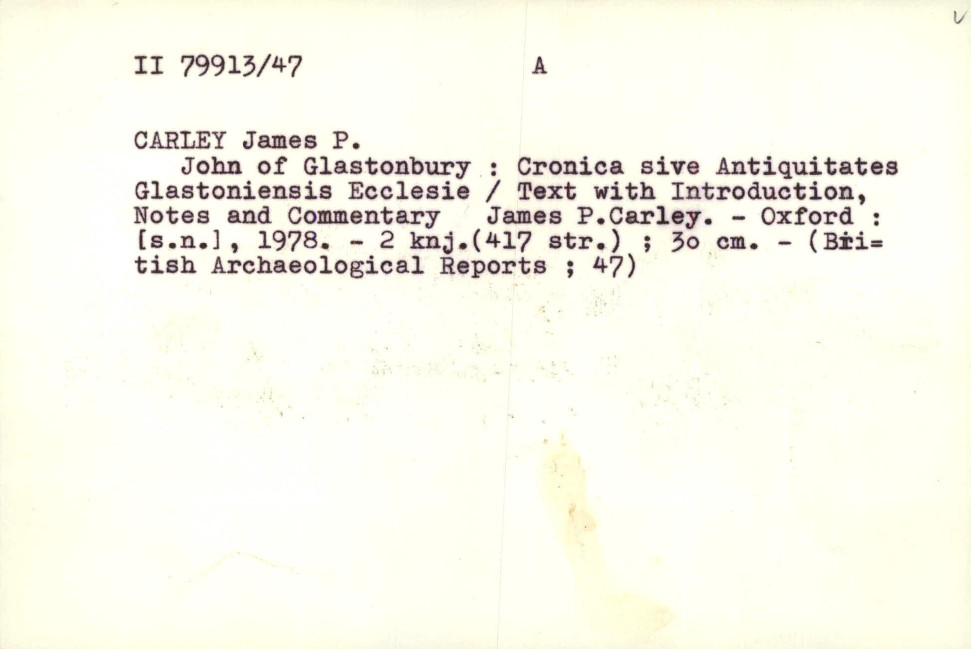 II 79913/47 A
CARLEY James P.
John of Glastonbury : Cronica sive Antiquitates
Glastoniensis Ecclesie / Text with Introduction,
Notes and Commentary James P.Carley. - Oxford :
[s.n.], 1978. - 2 knj.(417 str.) ; 3o cm. - (Bri=
tish Archaeological Reports ; 47)